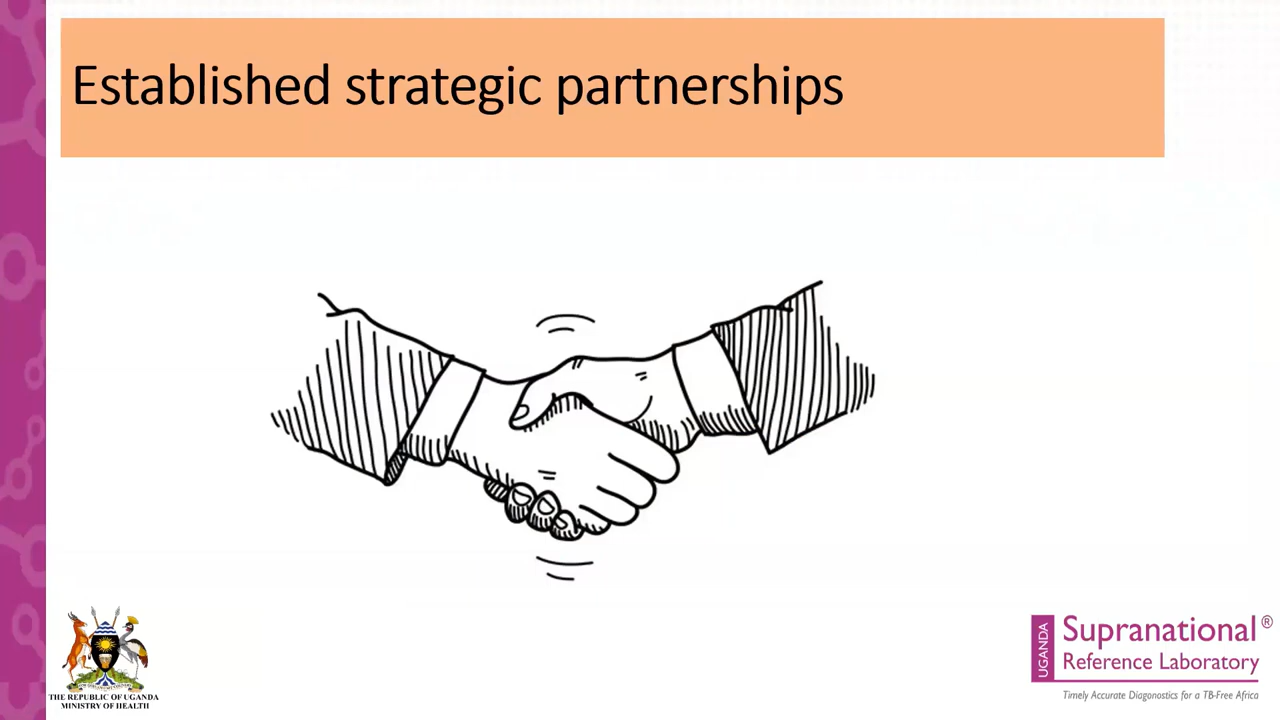 Established strategic partnerships
THE REPUBLIC OF UGANDA
MINISTRY OF HEALTH
UGANDA
Supranational®
Reference Laboratory
Timely Accurate Diagonostics for a TB-Free Africa